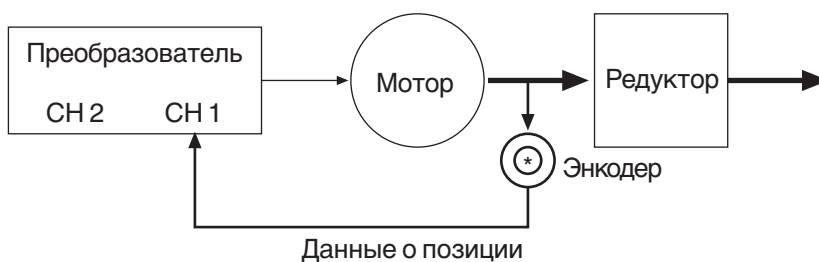 Преобразователь
CH 2 CH 1
Мотор
Редуктор
*
Энкодер
Данные о позиции